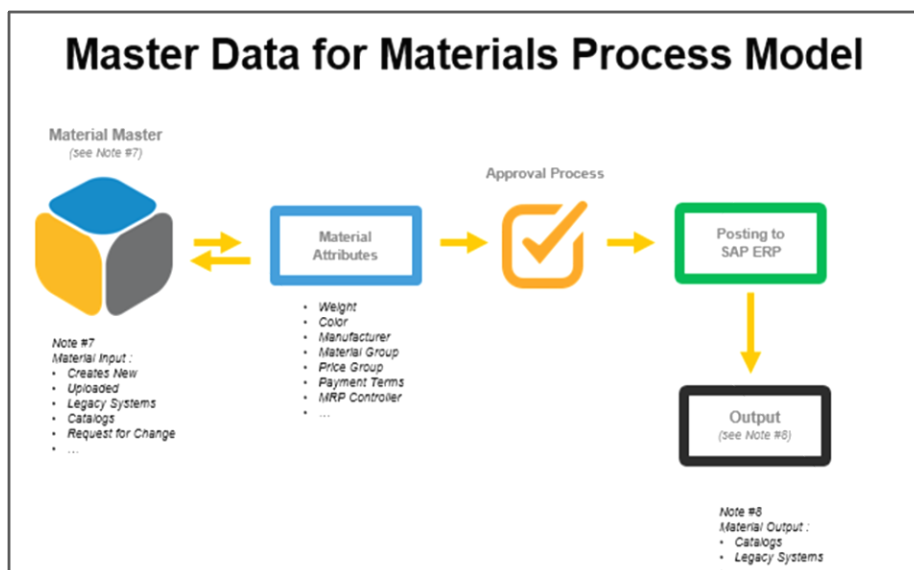 Master Data for Materials Process Model
Material Master
(see Note #7)
Approval Process
Material
Attributes
Posting to
SAP ERP
• Weight
• Color
• Manufacturer
• Material Group
• Price Group
• Payment Terms
• MRP Controller
• ...
Note #7
Material Input :
• Creates New
• Uploaded
• Legacy Systems
• Catalogs
• Request for Change
• ...
Output
(see Note #8)
Note #8
Material Output :
• Catalogs
• Legacy Systems